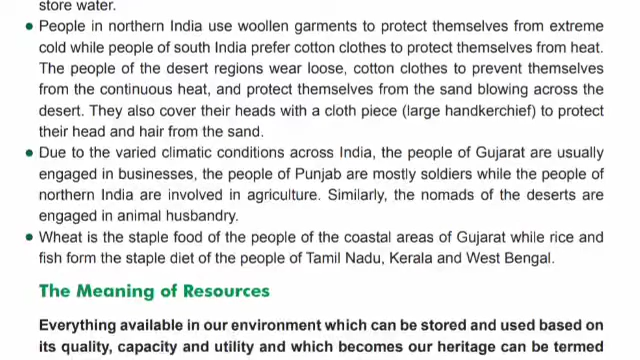 store water.
● People in northern India use woollen garments to protect themselves from extreme
cold while people of south India prefer cotton clothes to protect themselves from heat.
The people of the desert regions wear loose, cotton clothes to prevent themselves
from the continuous heat, and protect themselves from the sand blowing across the
desert. They also cover their heads with a cloth piece (large handkerchief) to protect
their head and hair from the sand.
● Due to the varied climatic conditions across India, the people of Gujarat are usually
engaged in businesses, the people of Punjab are mostly soldiers while the people of
northern India are involved in agriculture. Similarly, the nomads of the deserts are
engaged in animal husbandry.
● Wheat is the staple food of the people of the coastal areas of Gujarat while rice and
fish form the staple diet of the people of Tamil Nadu, Kerala and West Bengal.
The Meaning of Resources
Everything available in our environment which can be stored and used based on
its quality, capacity and utility and which becomes our heritage can be termed